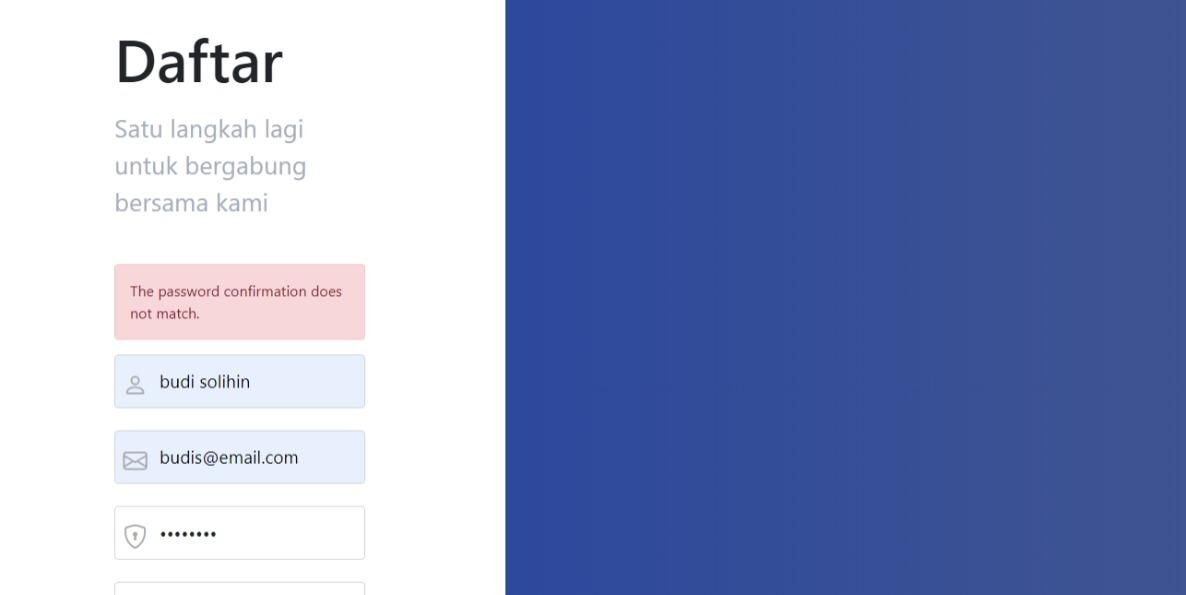 Daftar
Satu langkah lagi
untuk bergabung
bersama kami
The password confirmation does
not match.
budi solihin
budis@email.com
••••••••